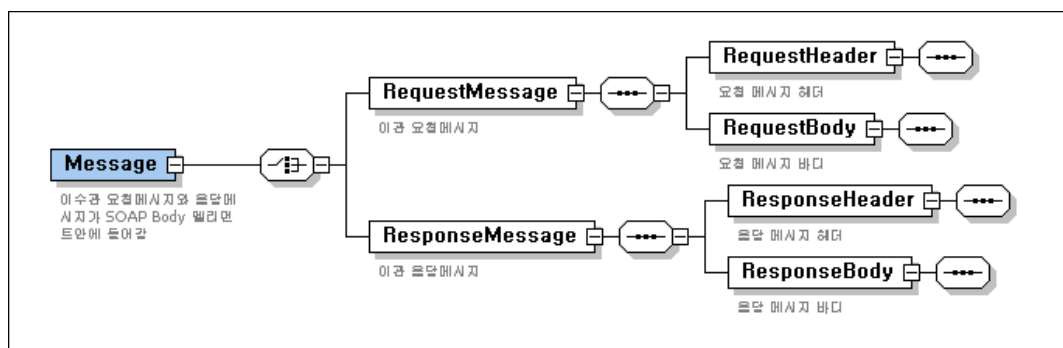 RequestHeader
요청 메시지 헤더
RequestMessage
이관 요청메시지
RequestBody
요청 메시지 바디
Message
이수관 요청메시지와 응답메
시지가 SOAP Body 엘리먼
트안에 들어감
ResponseHeader
응답 메시지 헤더
ResponseMessage
이관 응답메시지
ResponseBody
응답 메시지 바디